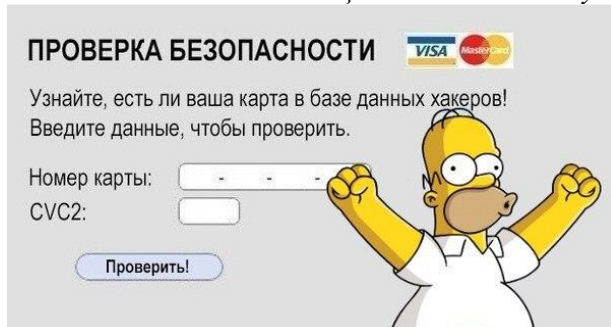 ПРОВЕРКА БЕЗОПАСНОСТИ VISA MasterCard
Узнайте, есть ли ваша карта в базе данных хакеров!
Введите данные, чтобы проверить.
Номер карты: - - -
CVC2:
Проверить!